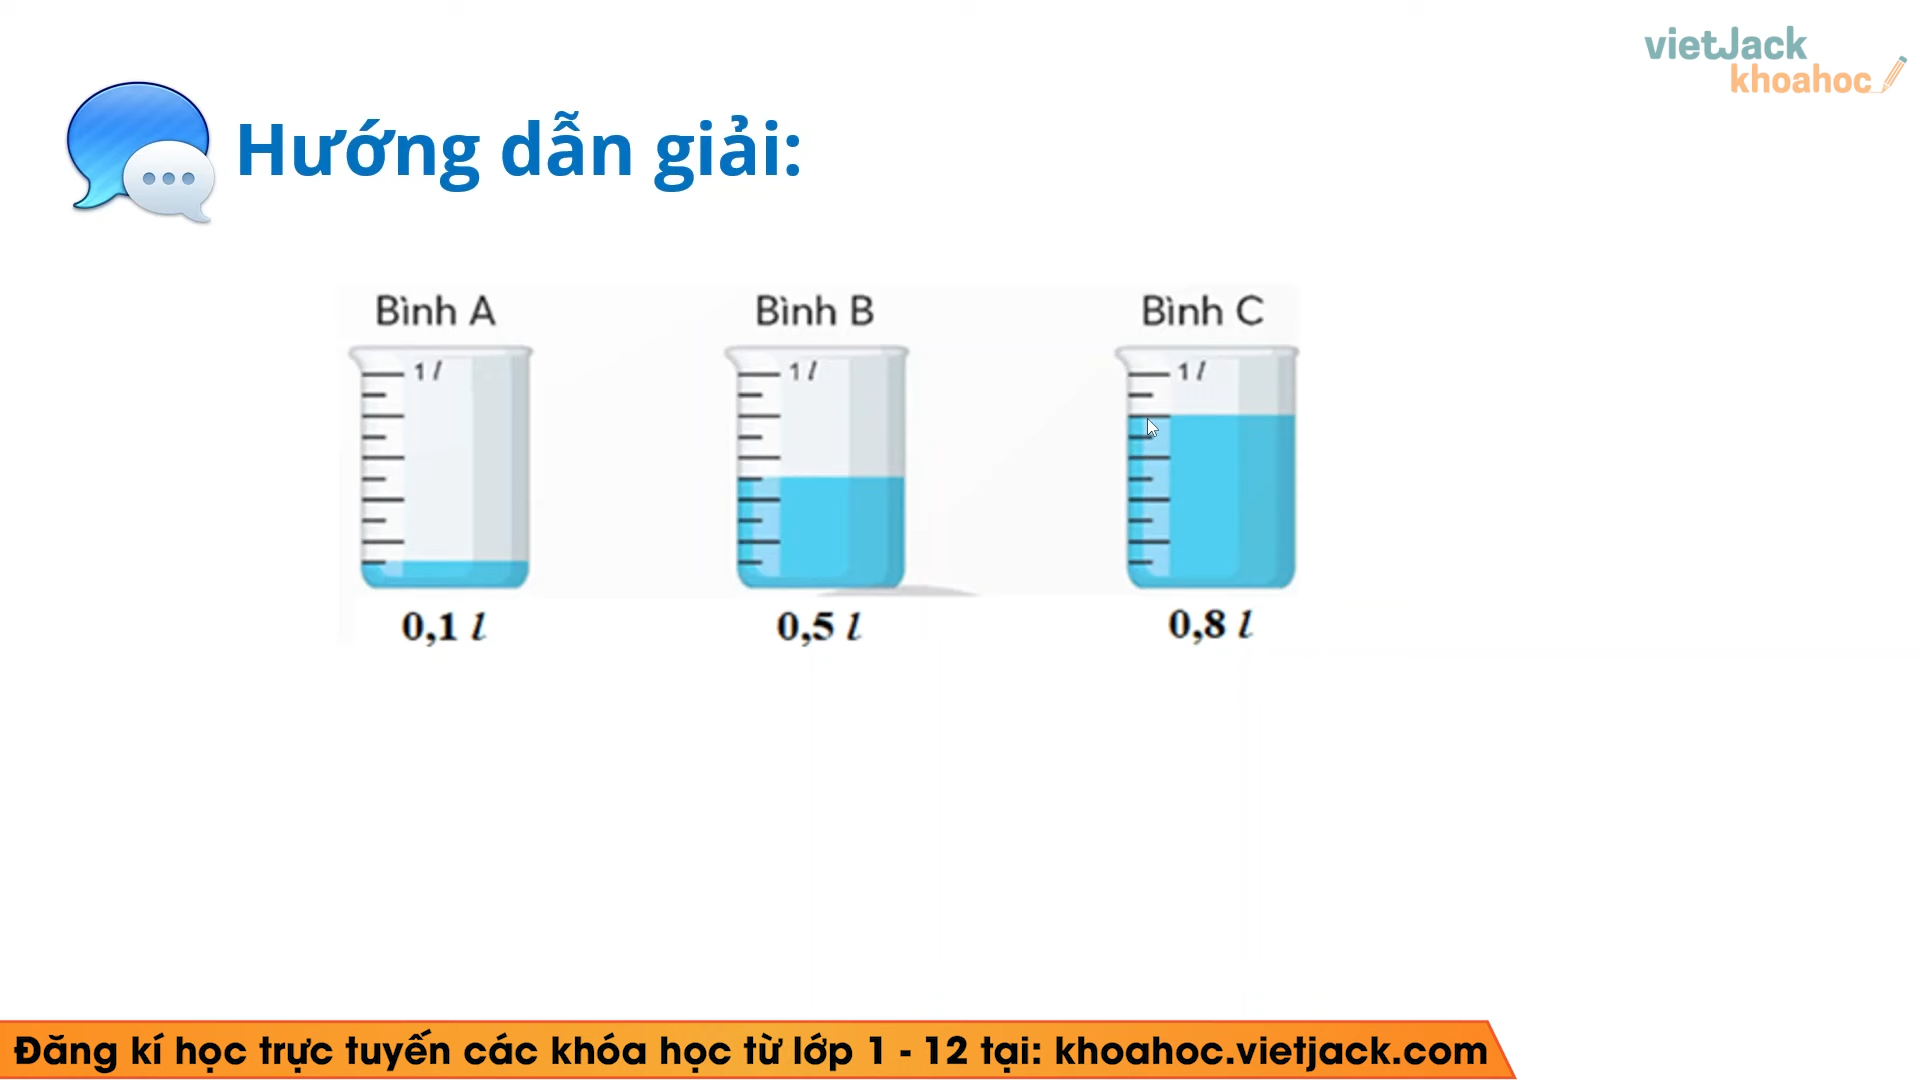 vietJack
khoahoc
Hướng dẫn giải:
Bình A
Bình B
Bình C
1 l
1 l
1 l
0,1 l
0,5 l
0,8 l
Đăng kí học trực tuyến các khóa học từ lớp 1 - 12 tại: khoahoc.vietjack.com